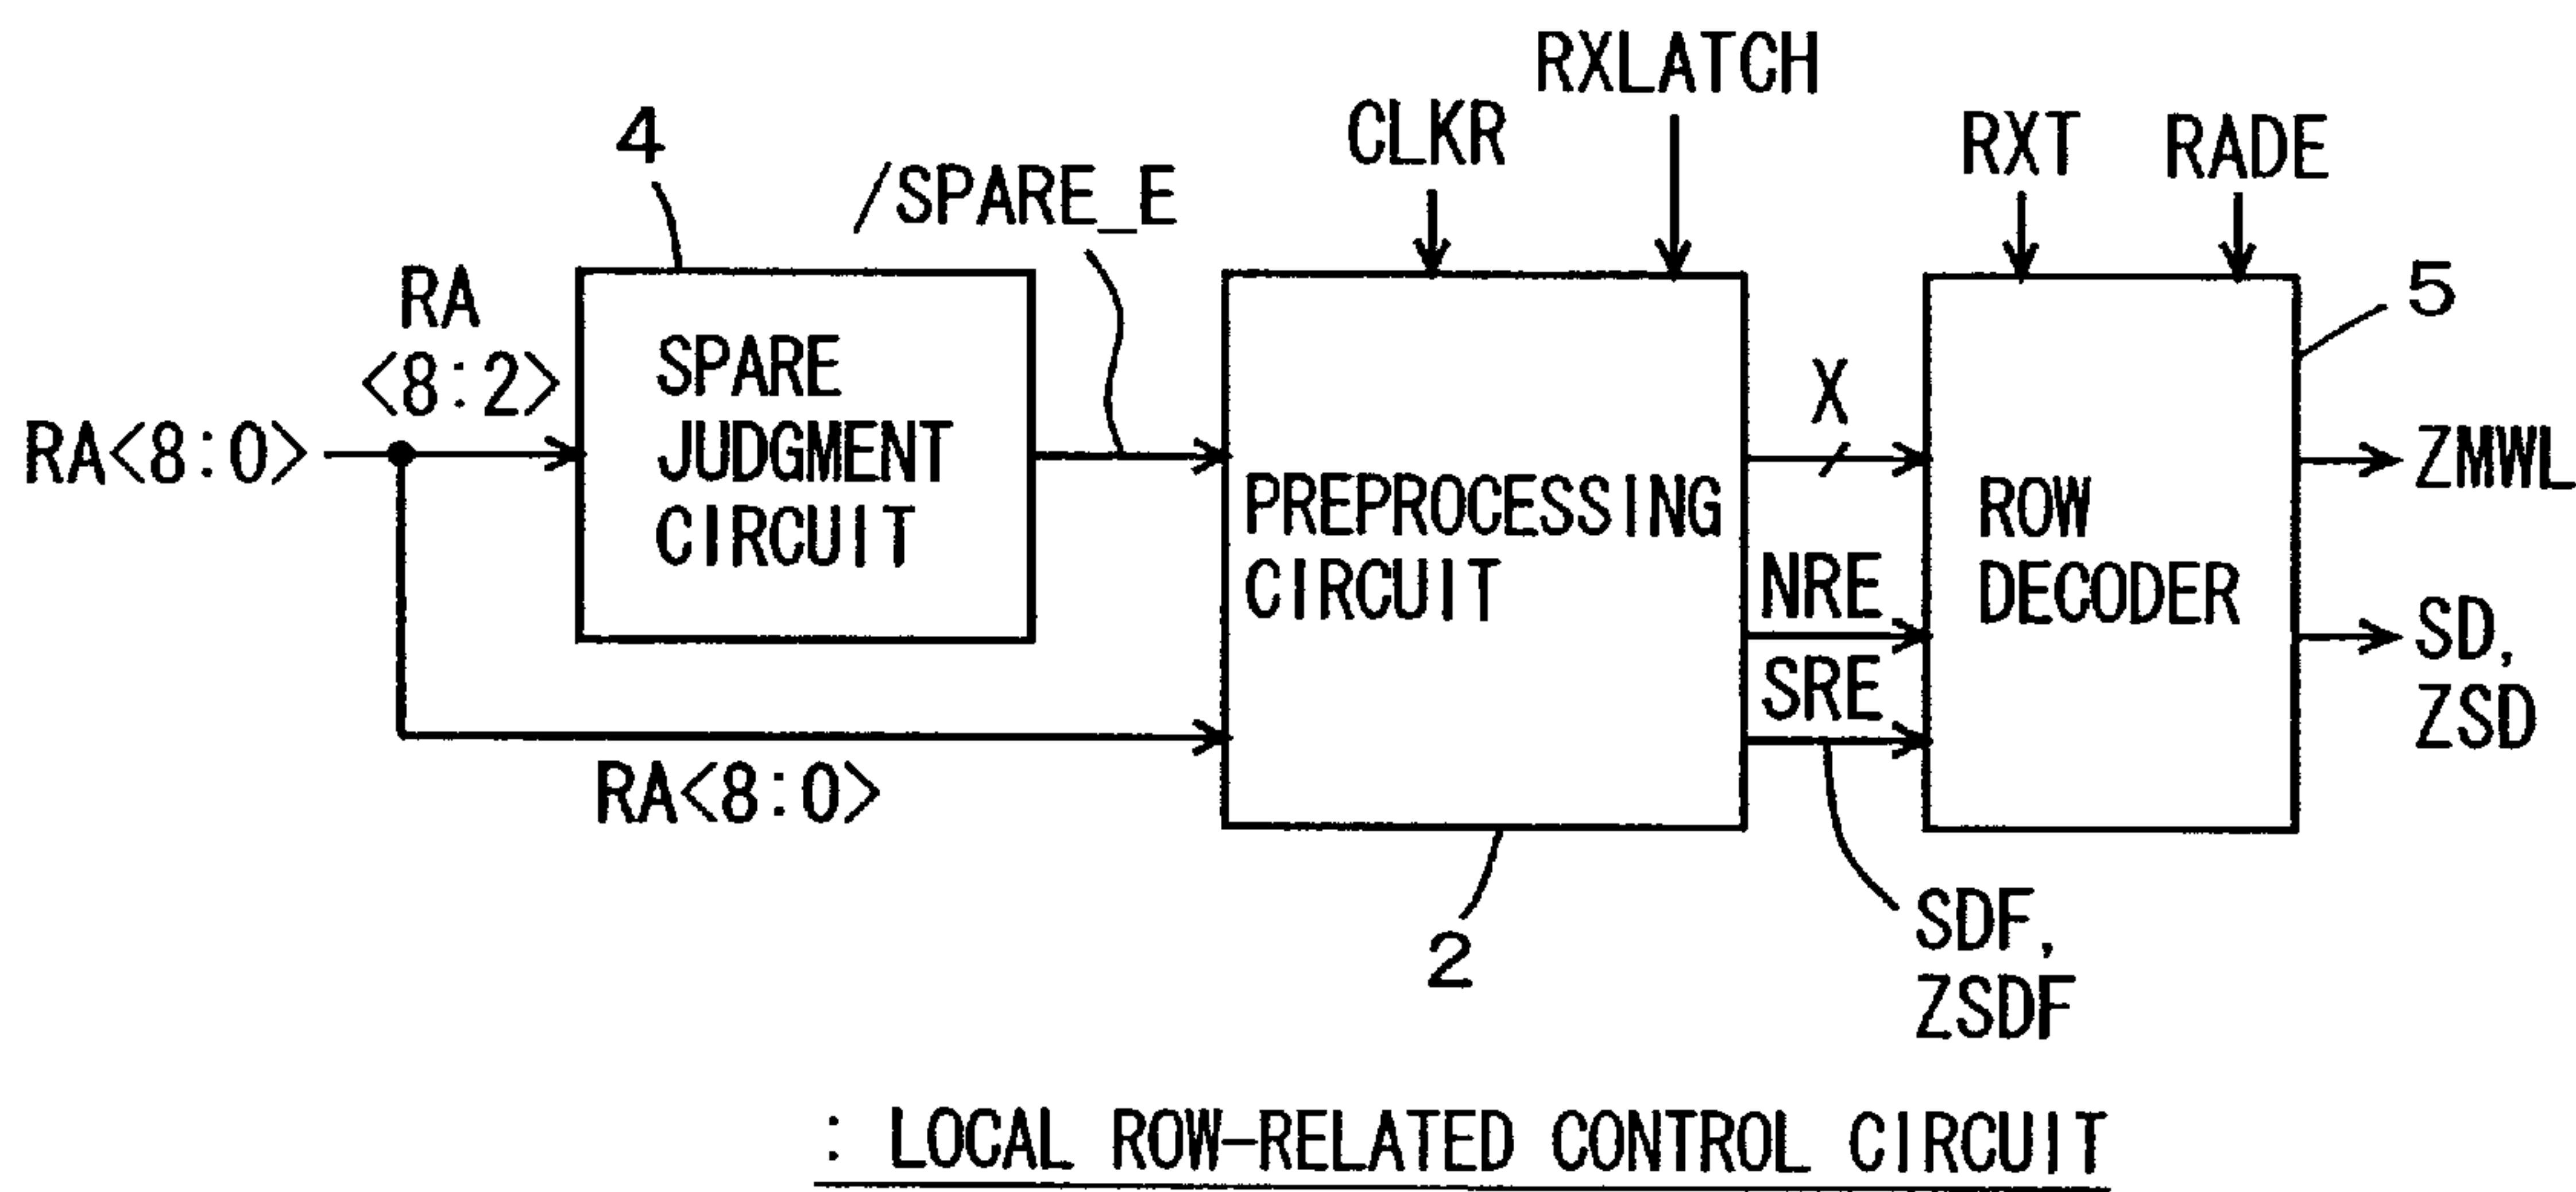 RXLATCH
CLKR
RXT
RADE
4
/SPARE_E
RA
<8:2>
RA<8:0>
SPARE
JUDGMENT
CIRCUIT
PREPROCESSING
CIRCUIT
X
NRE
SRE
ROW
DECODER
5
ZMWL
SD,
ZSD
RA<8:0>
2
SDF,
ZSDF
: LOCAL ROW-RELATED CONTROL CIRCUIT